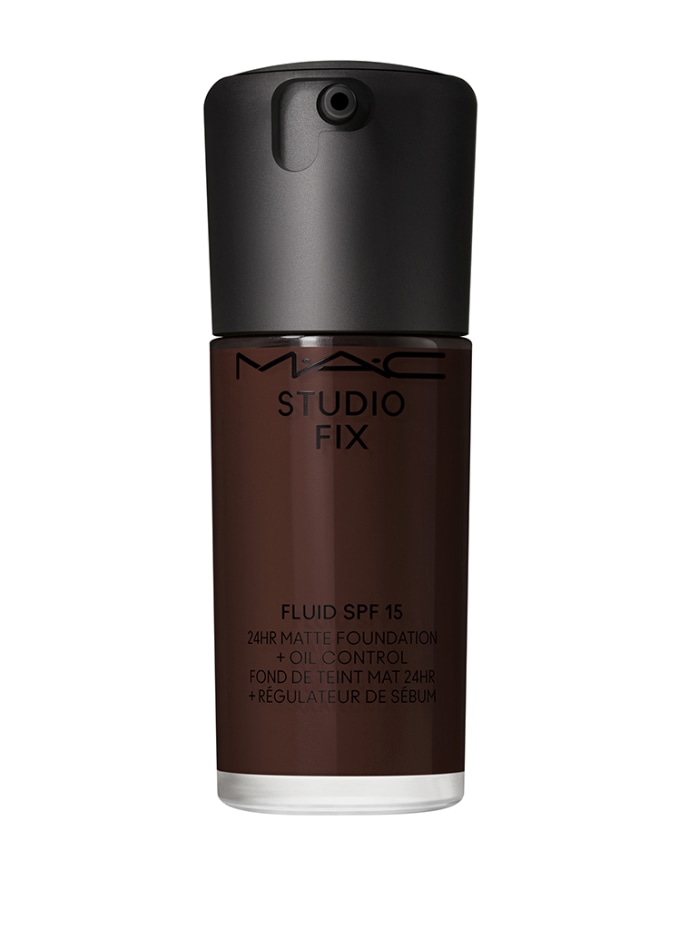 M·A·C
STUDIO
FIX
FLUID SPF 15
24HR MATTE FOUNDATION
+ OIL CONTROL
FOND DE TEINT MAT 24HR
+ RÉGULATEUR DE SÉBUM